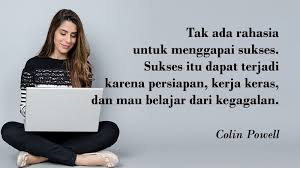 Tak ada rahasia
untuk menggapai sukses.
Sukses itu dapat terjadi
karena persiapan, kerja keras,
dan mau belajar dari kegagalan.
Colin Powell